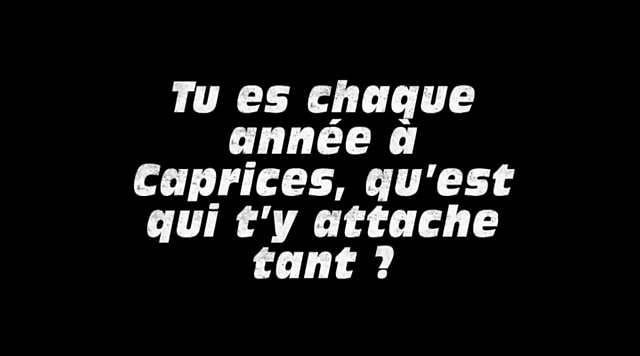 Tu es chaque
année à
Caprices, qu'est
qui t'y attache
tant ?